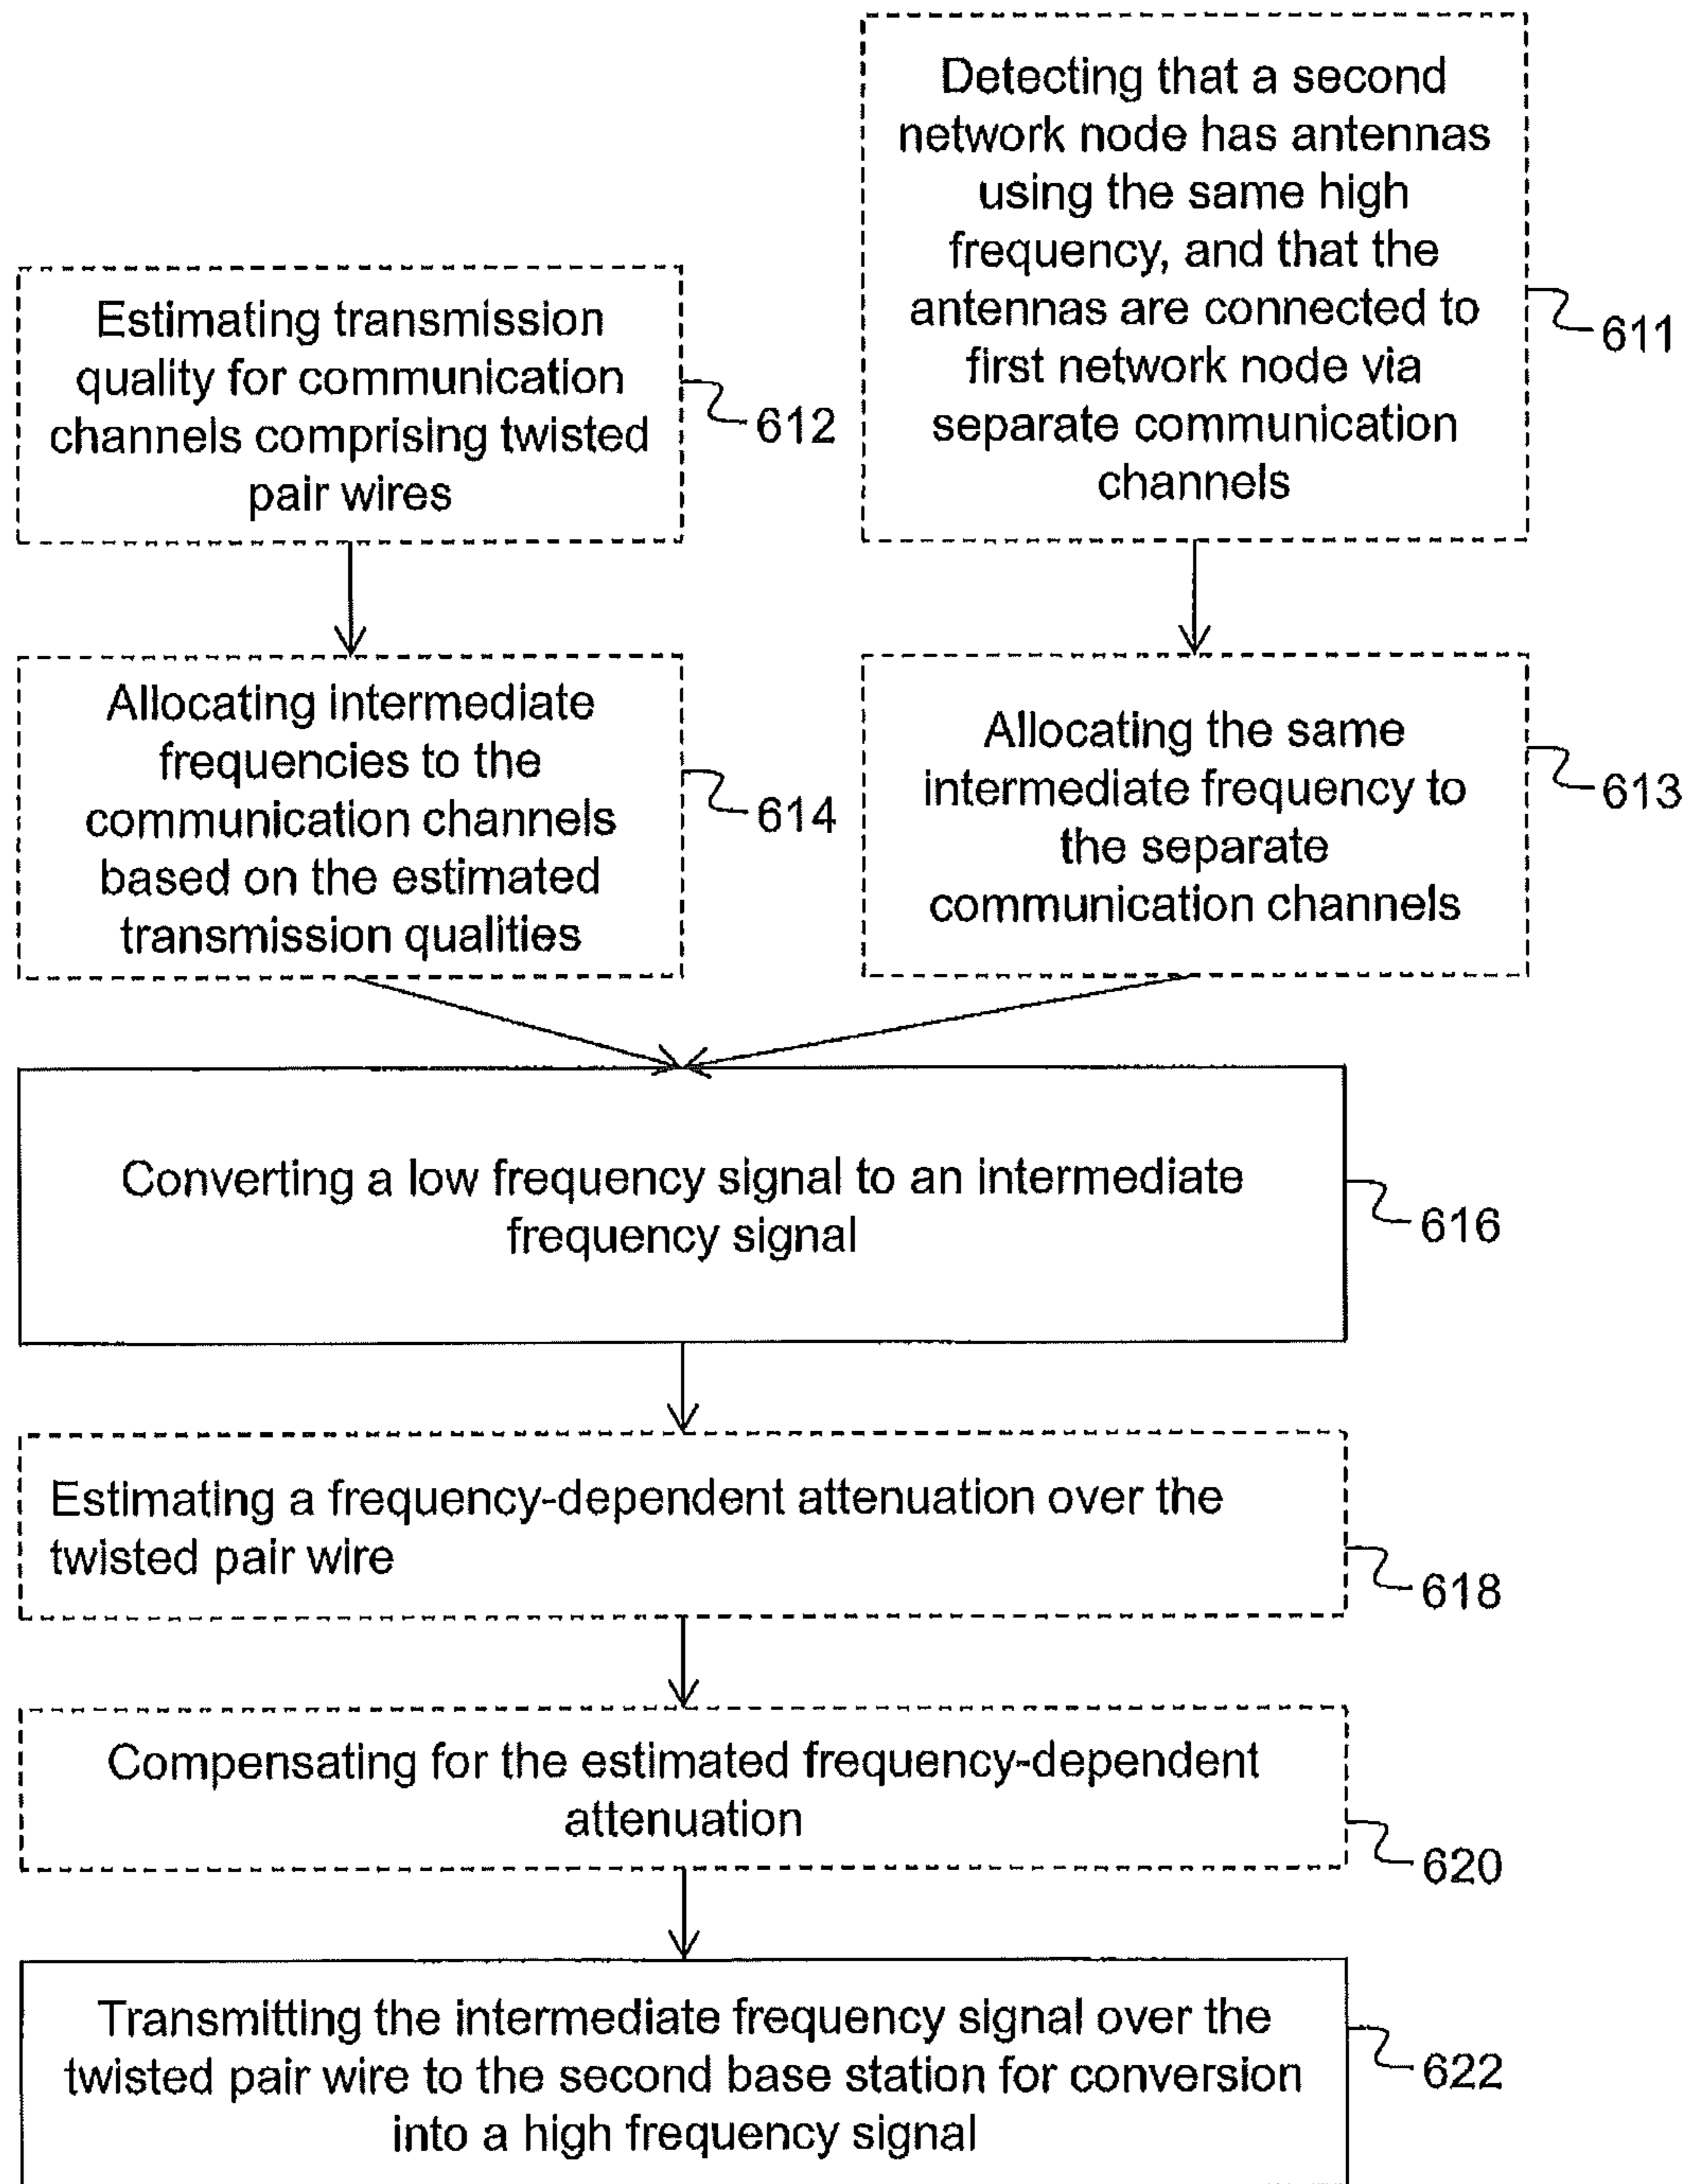 Detecting that a second
network node has antennas
using the same high
frequency, and that the
antennas are connected to
first network node via
separate communication
channels
611
Estimating transmission
quality for communication
channels comprising twisted
pair wires
612
Allocating intermediate
frequencies to the
communication channels
based on the estimated
transmission qualities
614
Allocating the same
intermediate frequency to
the separate
communication channels
613
Converting a low frequency signal to an intermediate
frequency signal
616
Estimating a frequency-dependent attenuation over the
twisted pair wire
618
Compensating for the estimated frequency-dependent
attenuation
620
Transmitting the intermediate frequency signal over the
twisted pair wire to the second base station for conversion
into a high frequency signal
622